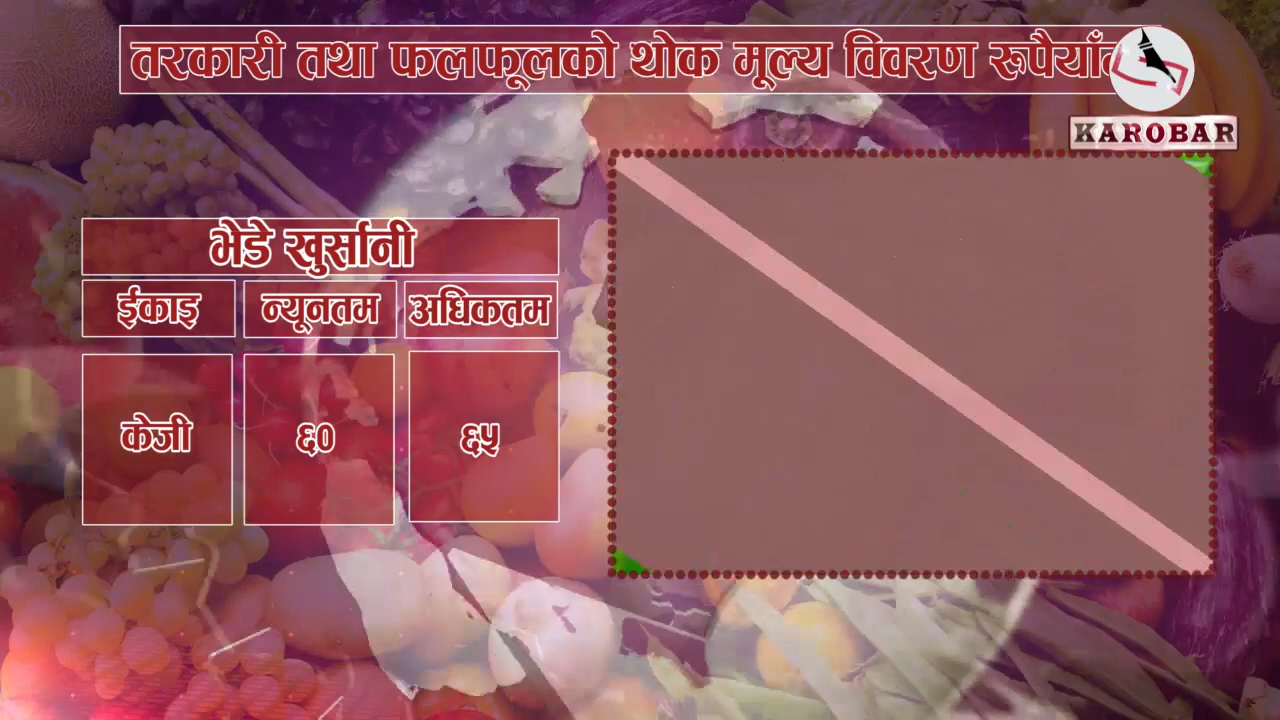 तरकारी तथा फलफूलको थोक मूल्य विवरण
KAROBAR
भेडे खुर्सानी
ईकाइ न्यूनतम अधिकतम
केजी ६० ६५